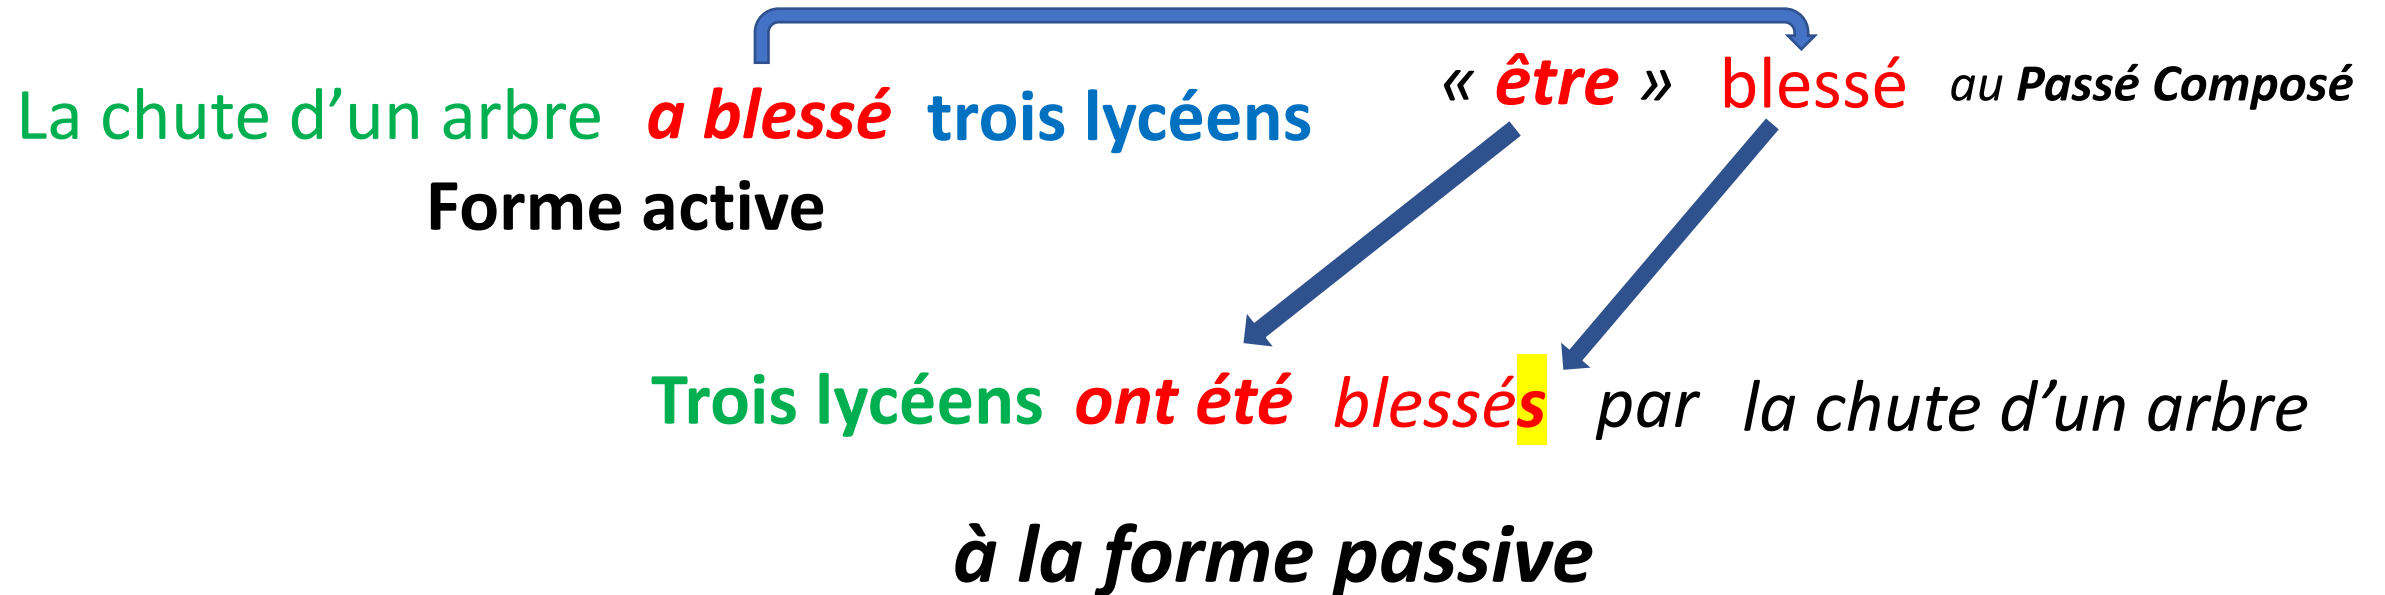 La chute d’un arbre a blessé trois lycéens « être » blessé au Passé Composé
Forme active
Trois lycéens ont été blessés par la chute d’un arbre
à la forme passive